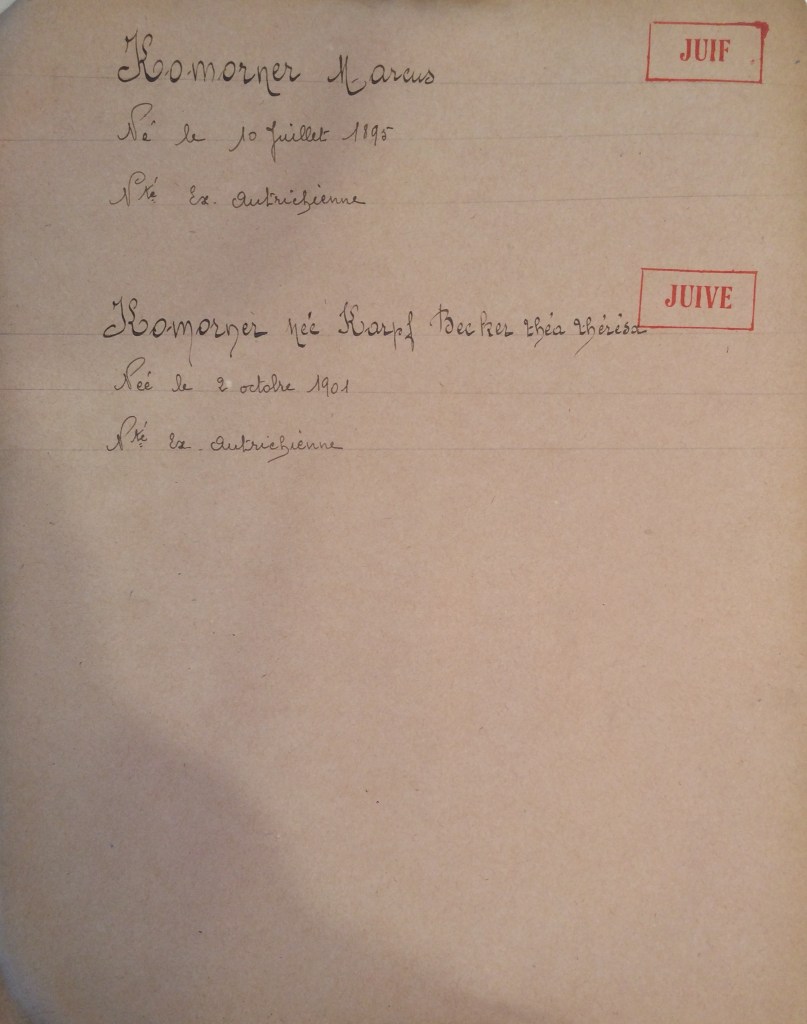 Komorner Marcus
JUIF
Né le 10 Juillet 1895
Nté Ex. Autrichienne
JUIVE
Komorner née Karpf Becker théa thérésa
Née le 2 octobre 1901
Nté Ex. Autrichienne